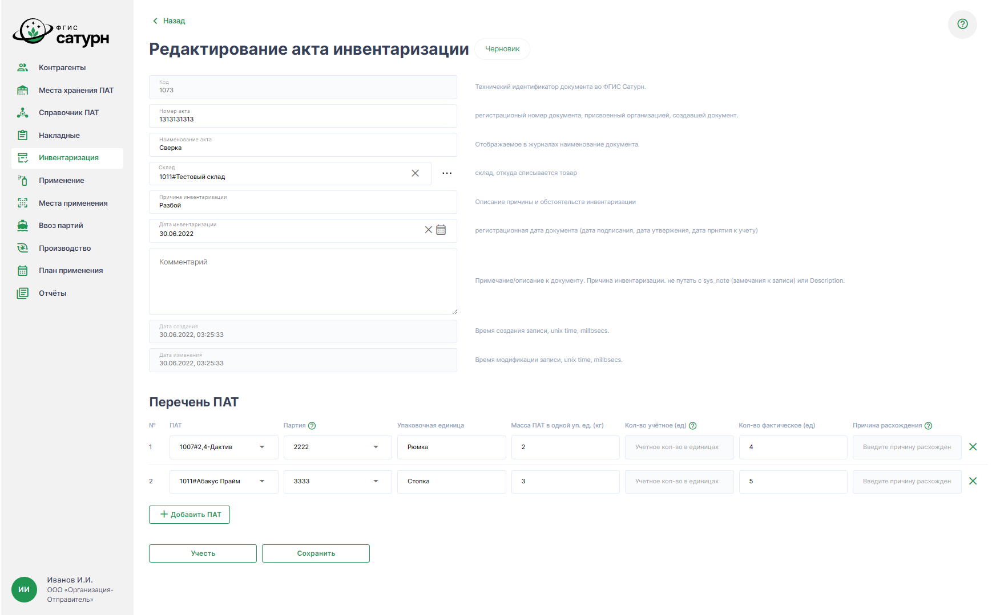 ФГИС
сатурн
Контрагенты
Места хранения ПАТ
Справочник ПАТ
Накладные
Инвентаризация
Применение
Места применения
Ввоз партий
Производство
План применения
Отчёты
ИИ
Иванов И.И.
ООО «Организация-
Отправитель»
Назад
Редактирование акта инвентаризации
Черновик
Код
1073
Техничекий идентификатор документа во ФГИС Сатурн.
Номер акта
1313131313
регистрационый номер документа, присвоенный организацией, создавшей документ.
Наименование акта
Сверка
Отображаемое в журналах наименование документа.
Склад
1011#Тестовый склад
склад, откуда списывается товар
Причина инвентаризации
Разбой
Описание причины и обстоятельств инвентаризации
Дата инвентаризации
30.06.2022
регистрационная дата документа (дата подписания, дата утвержения, дата прнятия к учету)
Комментарий
Примечание/описание к документу. Причина инвентаризации. не путать с sys_note (замечания к записи) или Description.
Дата создания
30.06.2022, 03:25:33
Время создания записи, unix time, millbsecs.
Дата изменения
30.06.2022, 03:25:33
Время модификации записи, unix time, millbsecs.
Перечень ПАТ
№ ПАТ Партия Упаковочная единица Масса ПАТ в одной уп. ед. (кг) Кол-во учётное (ед) Кол-во фактическое (ед) Причина расхождения
1 1007#2,4-Дактив 2222 Рюмка 2 Учетное кол-во в единицах 4 Введите причину расхожден
2 1011#Абакус Прайм 3333 Стопка 3 Учетное кол-во в единицах 5 Введите причину расхожден
Добавить ПАТ
Учесть Сохранить